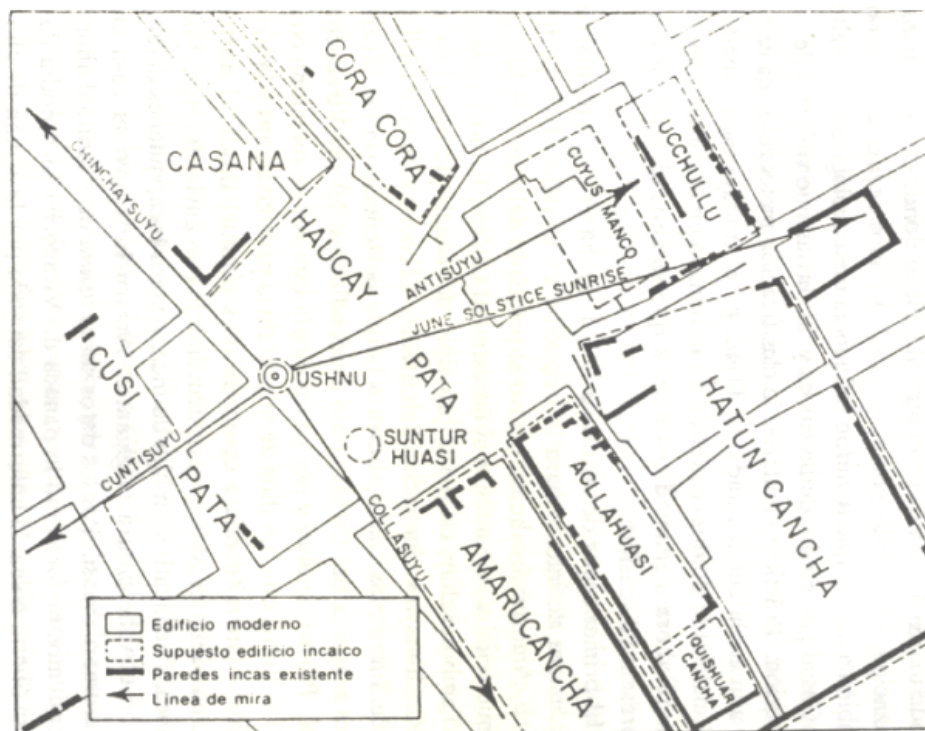 CORA CORA
CHINCHAYSUYU
CASANA
UCCHULLU
CUYUS MANCO
HAUCAY
ANTISUYU
JUNE SOLSTICE SUNRISE
CUSI
USHNU
PATA
HATUN CANCHA
SUNTUR
HUASI
CUNTISUYU
PATA
ACLLAHUASI
COLLASUYU
AMARUCANCHA
QUISHUAR
CANCHA
Edificio moderno
Supuesto edificio incaico
Paredes incas existente
Linea de mira